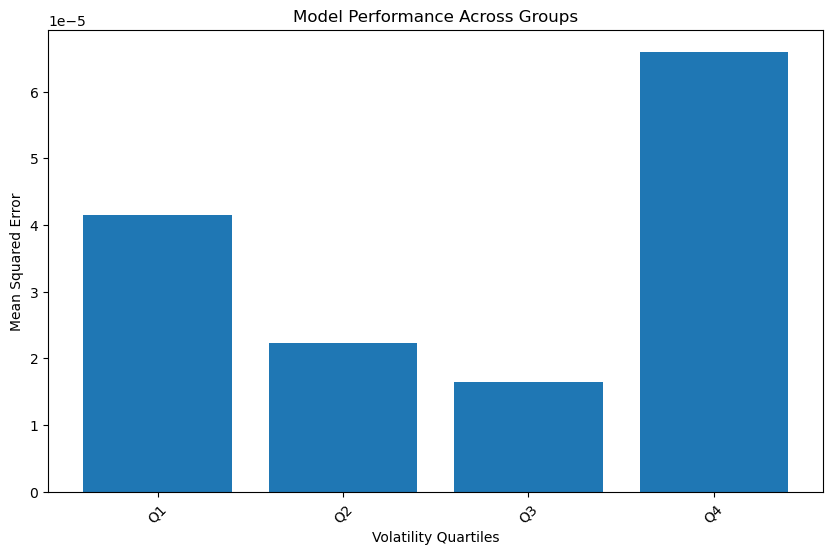 Model Performance Across Groups
1e−5
6
5
4
3
2
1
0
Mean Squared Error
Q1 Q2 Q3 Q4
Volatility Quartiles